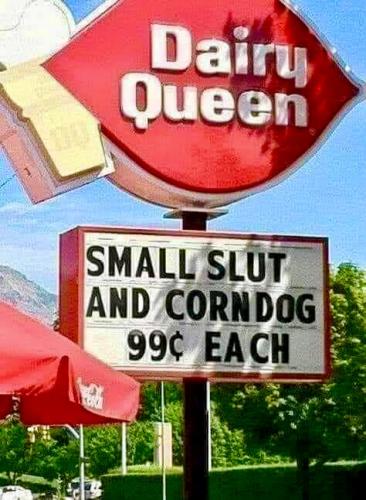 Dairy
Queen
SMALL SLUT
AND CORNDOG
99¢ EACH